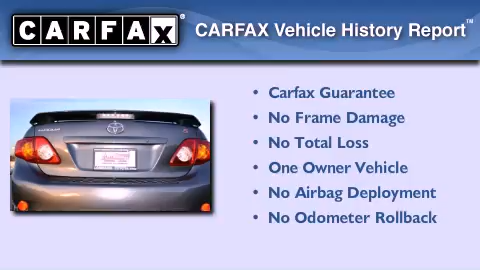 CARFAX®
CARFAX Vehicle History Report™
• Carfax Guarantee
• No Frame Damage
• No Total Loss
• One Owner Vehicle
• No Airbag Deployment
• No Odometer Rollback
COROLLA
S